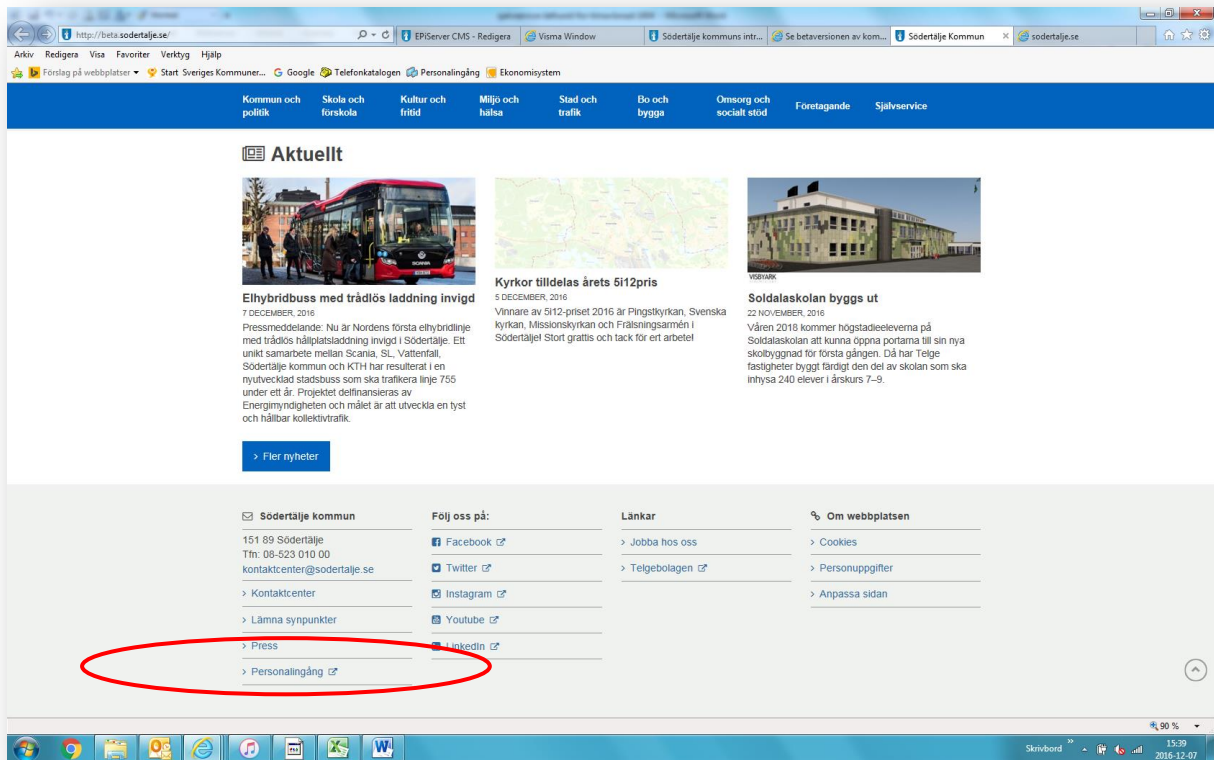 http://beta.sodertalje.se/
EPiServer CMS - Redigera
Visma Window
Södertälje kommuns intr...
Se betaversionen av kom...
Södertälje Kommun
sodertalje.se
Arkiv Redigera Visa Favoriter Verktyg Hjälp
Förslag på webbplatser
Start Sveriges Kommuner...
Google
Telefonkatalogen
Personalingång
Ekonomisystem
Kommun och politik
Skola och förskola
Kultur och fritid
Miljö och hälsa
Stad och trafik
Bo och bygga
Omsorg och socialt stöd
Företagande
Självservice
Aktuellt
SCANIA
Elhybridbuss med trådlös laddning invigd
7 DECEMBER, 2016
Pressmeddelande: Nu är Nordens första elhybridlinje
med trådlös hållplatsladdning invigd i Södertälje. Ett
unikt samarbete mellan Scania, SL, Vattenfall,
Södertälje kommun och KTH har resulterat i en
nyutvecklad stadsbuss som ska trafikera linje 755
under ett år. Projektet delfinansieras av
Energimyndigheten och målet är att utveckla en tyst
och hållbar kollektivtrafik.
Kyrkor tilldelas årets 5i12pris
5 DECEMBER, 2016
Vinnare av 5i12-priset 2016 är Pingstkyrkan, Svenska
kyrkan, Missionskyrkan och Frälsningsarmén i
Södertälje! Stort grattis och tack för ert arbete!
VISBYARK
Soldalaskolan byggs ut
22 NOVEMBER, 2016
Våren 2018 kommer högstadieeleverna på
Soldalaskolan att kunna öppna portarna till sin nya
skolbyggnad för första gången. Då har Telge
fastigheter byggt färdigt den del av skolan som ska
inhysa 240 elever i årskurs 7–9.
> Fler nyheter
Södertälje kommun
151 89 Södertälje
Tfn: 08-523 010 00
kontaktcenter@sodertalje.se
> Kontaktcenter
> Lämna synpunkter
> Press
> Personalingång
Följ oss på:
Facebook
Twitter
Instagram
Youtube
LinkedIn
Länkar
> Jobba hos oss
> Telgebolagen
Om webbplatsen
> Cookies
> Personuppgifter
> Anpassa sidan
90 %
Skrivbord
15:39
2016-12-07